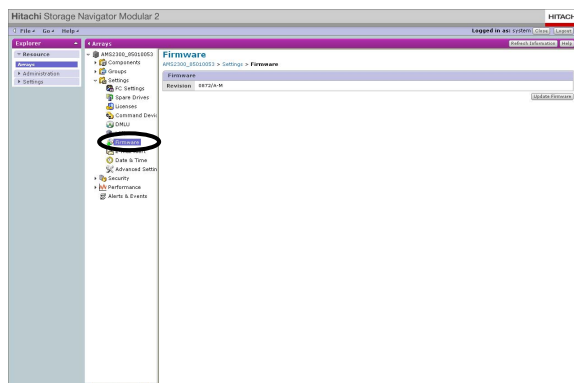 Hitachi Storage Navigator Modular 2
HITACH
File Go Help
Logged in as: system Close Logout
Explorer
Resource
Arrays
Administration
Settings
Arrays
Refresh Information Help
AMS2300_85010053
Components
Groups
Settings
FC Settings
Spare Drives
Licenses
Command Devic
DMLU
Firmware
Date & Time
Advanced Settin
Security
Performance
Alerts & Events
Firmware
AMS2300_85010053 > Settings > Firmware
Firmware
Revision 0872/A-M
Update Firmware